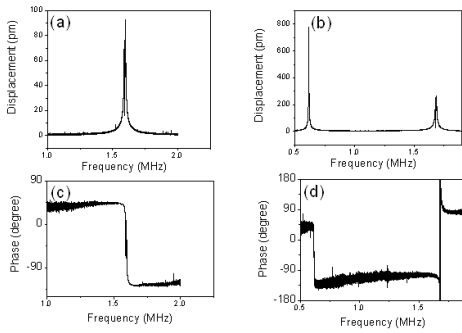 (a)
Displacement (pm)
100
80
60
40
20
0
1.0
1.5
2.0
Frequency (MHz)
(b)
Displacement (pm)
800
600
400
200
0
0.5
1.0
1.5
Frequency (MHz)
(c)
Phase (degree)
90
0
-90
1.0
1.5
2.0
Frequency (MHz)
(d)
Phase (degree)
180
90
0
-90
-180
0.5
1.0
1.5
Frequency (MHz)